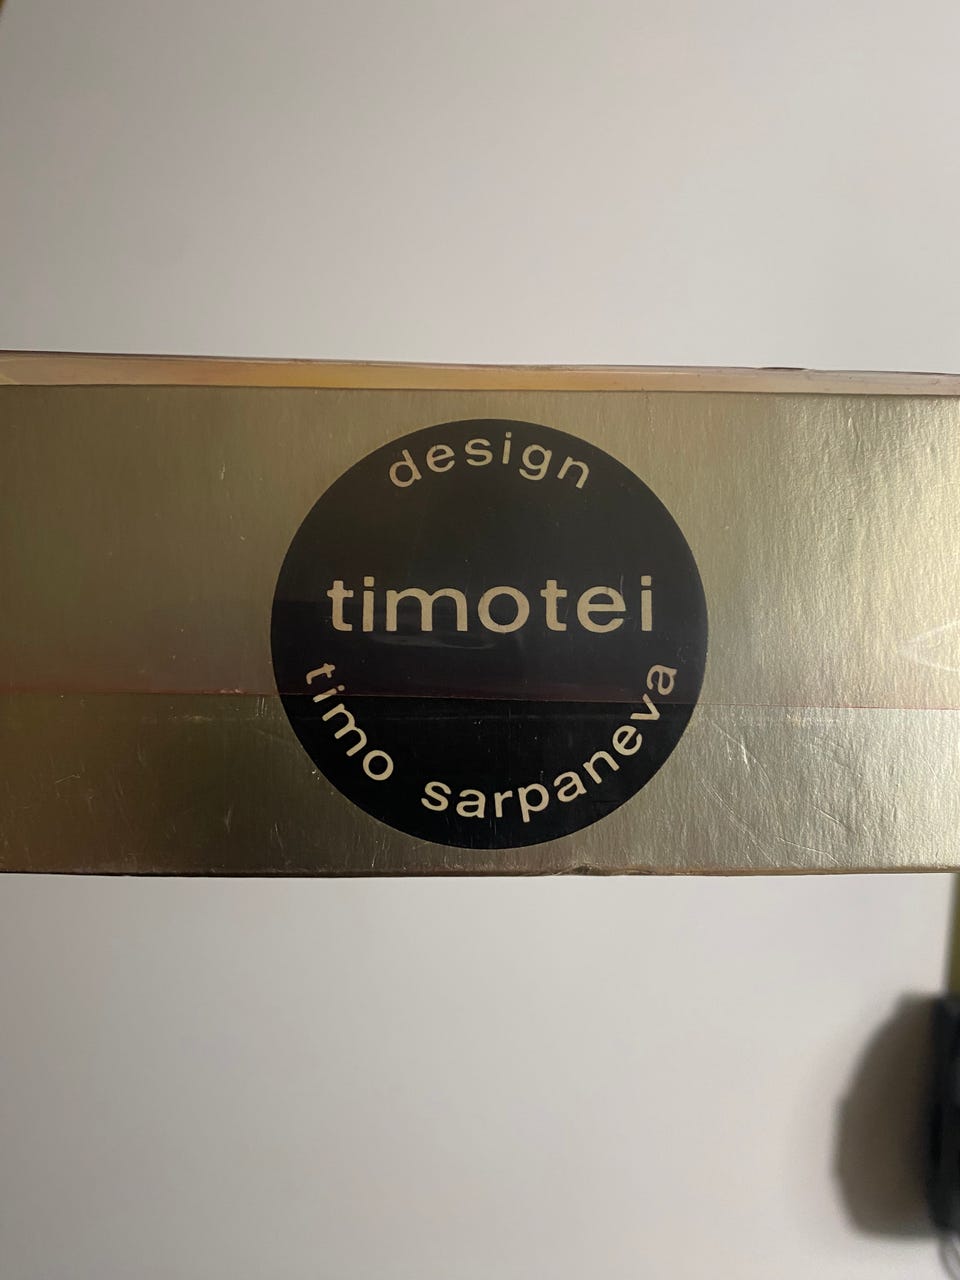 design
timotei
timo sarpaneva